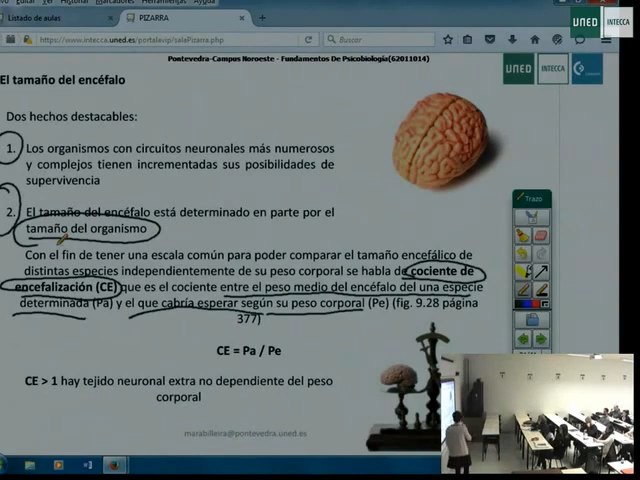 Ver Historial Marcadores Herramientas Ayuda
Listado de aulas
PIZARRA
https://www.intecca.uned.es/portalavip/salaPizarra.php
Buscar
UNED INTECCA
Pontevedra-Campus Noroeste - Fundamentos De Psicobiología(62011014)
El tamaño del encéfalo
UNED INTECCA
Dos hechos destacables:
1. Los organismos con circuitos neuronales más numerosos
y complejos tienen incrementadas sus posibilidades de
supervivencia
Trazo
2. El tamaño del encéfalo está determinado en parte por el
tamaño del organismo
Con el fin de tener una escala común para poder comparar el tamaño encefálico de
distintas especies independientemente de su peso corporal se habla de cociente de
encefalización (CE) que es el cociente entre el peso medio del encéfalo del una especie
determinada (Pa) y el que cabría esperar según su peso corporal (Pe) (fig. 9.28 página
377)
CE = Pa / Pe
CE > 1 hay tejido neuronal extra no dependiente del peso
corporal
marabilleira@pontevedra.uned.es